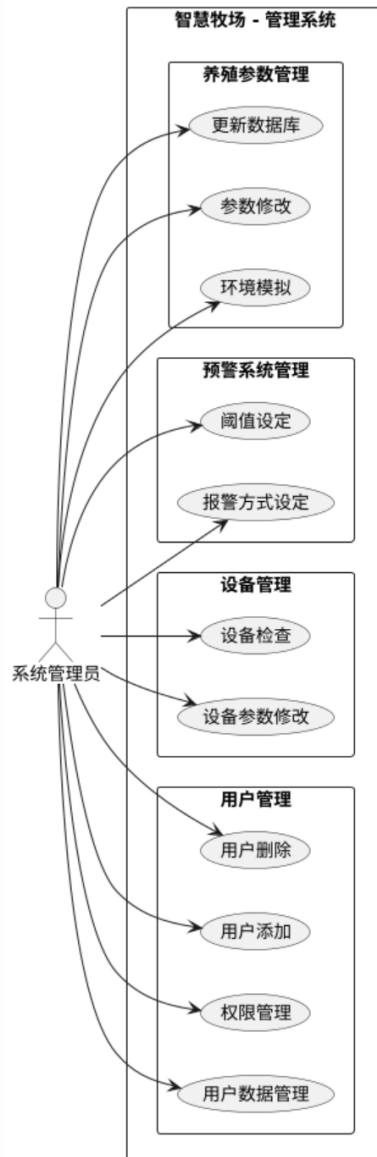 智慧牧场 - 管理系统
养殖参数管理
更新数据库
参数修改
环境模拟
预警系统管理
阈值设定
报警方式设定
设备管理
设备检查
设备参数修改
系统管理员
用户管理
用户删除
用户添加
权限管理
用户数据管理